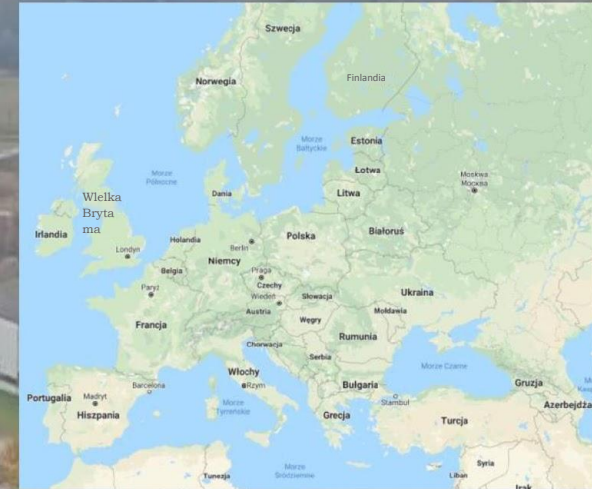 Szwecja
Norwegia
Finlandia
Morze
Bałtyckie
Estonia
Łotwa
Morze
Północne
Moskwa
Москва
Dania
Litwa
Wlelka
Bryta
ma
Irlandia
Holandia
Berlin
Polska
Białoruś
Londyn
Niemcy
Belgia
Praga
Czechy
Paryż
Wiedeń
Słowacja
Ukraina
Austria
Węgry
Mołdawia
Francja
Chorwacja
Rumunia
Serbia
Morze Czarne
Włochy
Barcelona
Rzym
Bułgaria
Gruzja
Portugalia
Madryt
Stambuł
Azerbejdża
Morze
Tyrreńskie
Hiszpania
Grecja
Turcja
Syria
Morze
Śródziemne
Tunezja
Liban
Irak